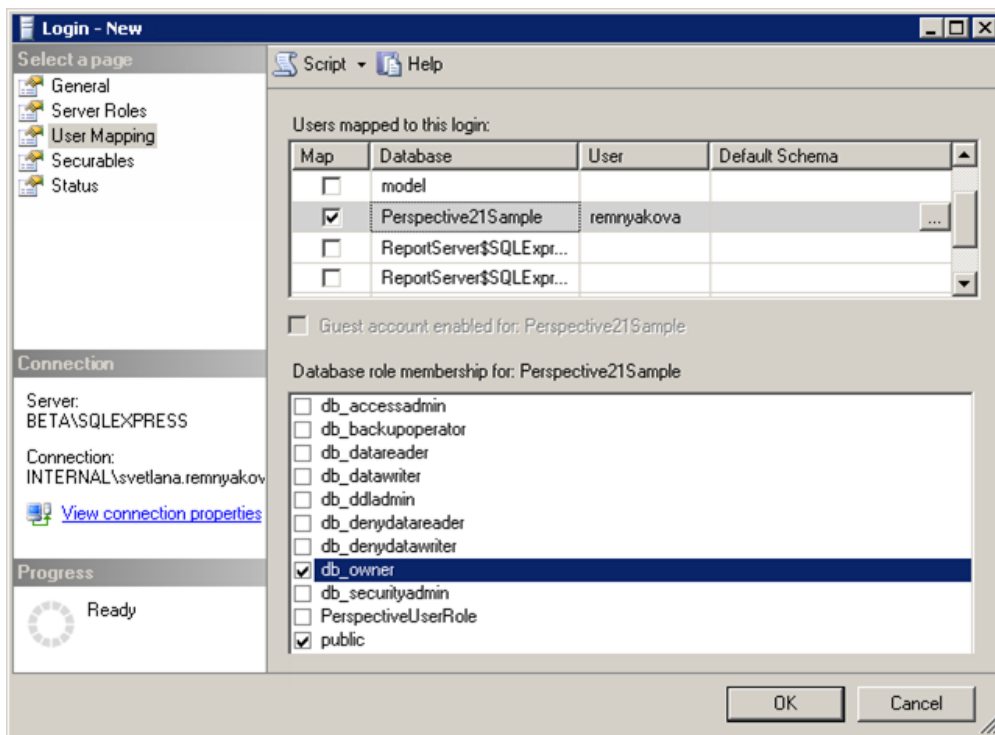 Login - New
Select a page
General
Server Roles
User Mapping
Securables
Status
Script
Help
Users mapped to this login:
Map Database User Default Schema
model
Perspective21Sample remnyakova ...
ReportServer$SQLExpr...
ReportServer$SQLExpr...
Guest account enabled for: Perspective21Sample
Database role membership for: Perspective21Sample
db_accessadmin
db_backupoperator
db_datareader
db_datawriter
db_ddladmin
db_denydatareader
db_denydatawriter
db_owner
db_securityadmin
PerspectiveUserRole
public
Connection
Server:
BETA\SQLEXPRESS
Connection:
INTERNAL\svetlana.remnyakov
View connection properties
Progress
Ready
OK
Cancel